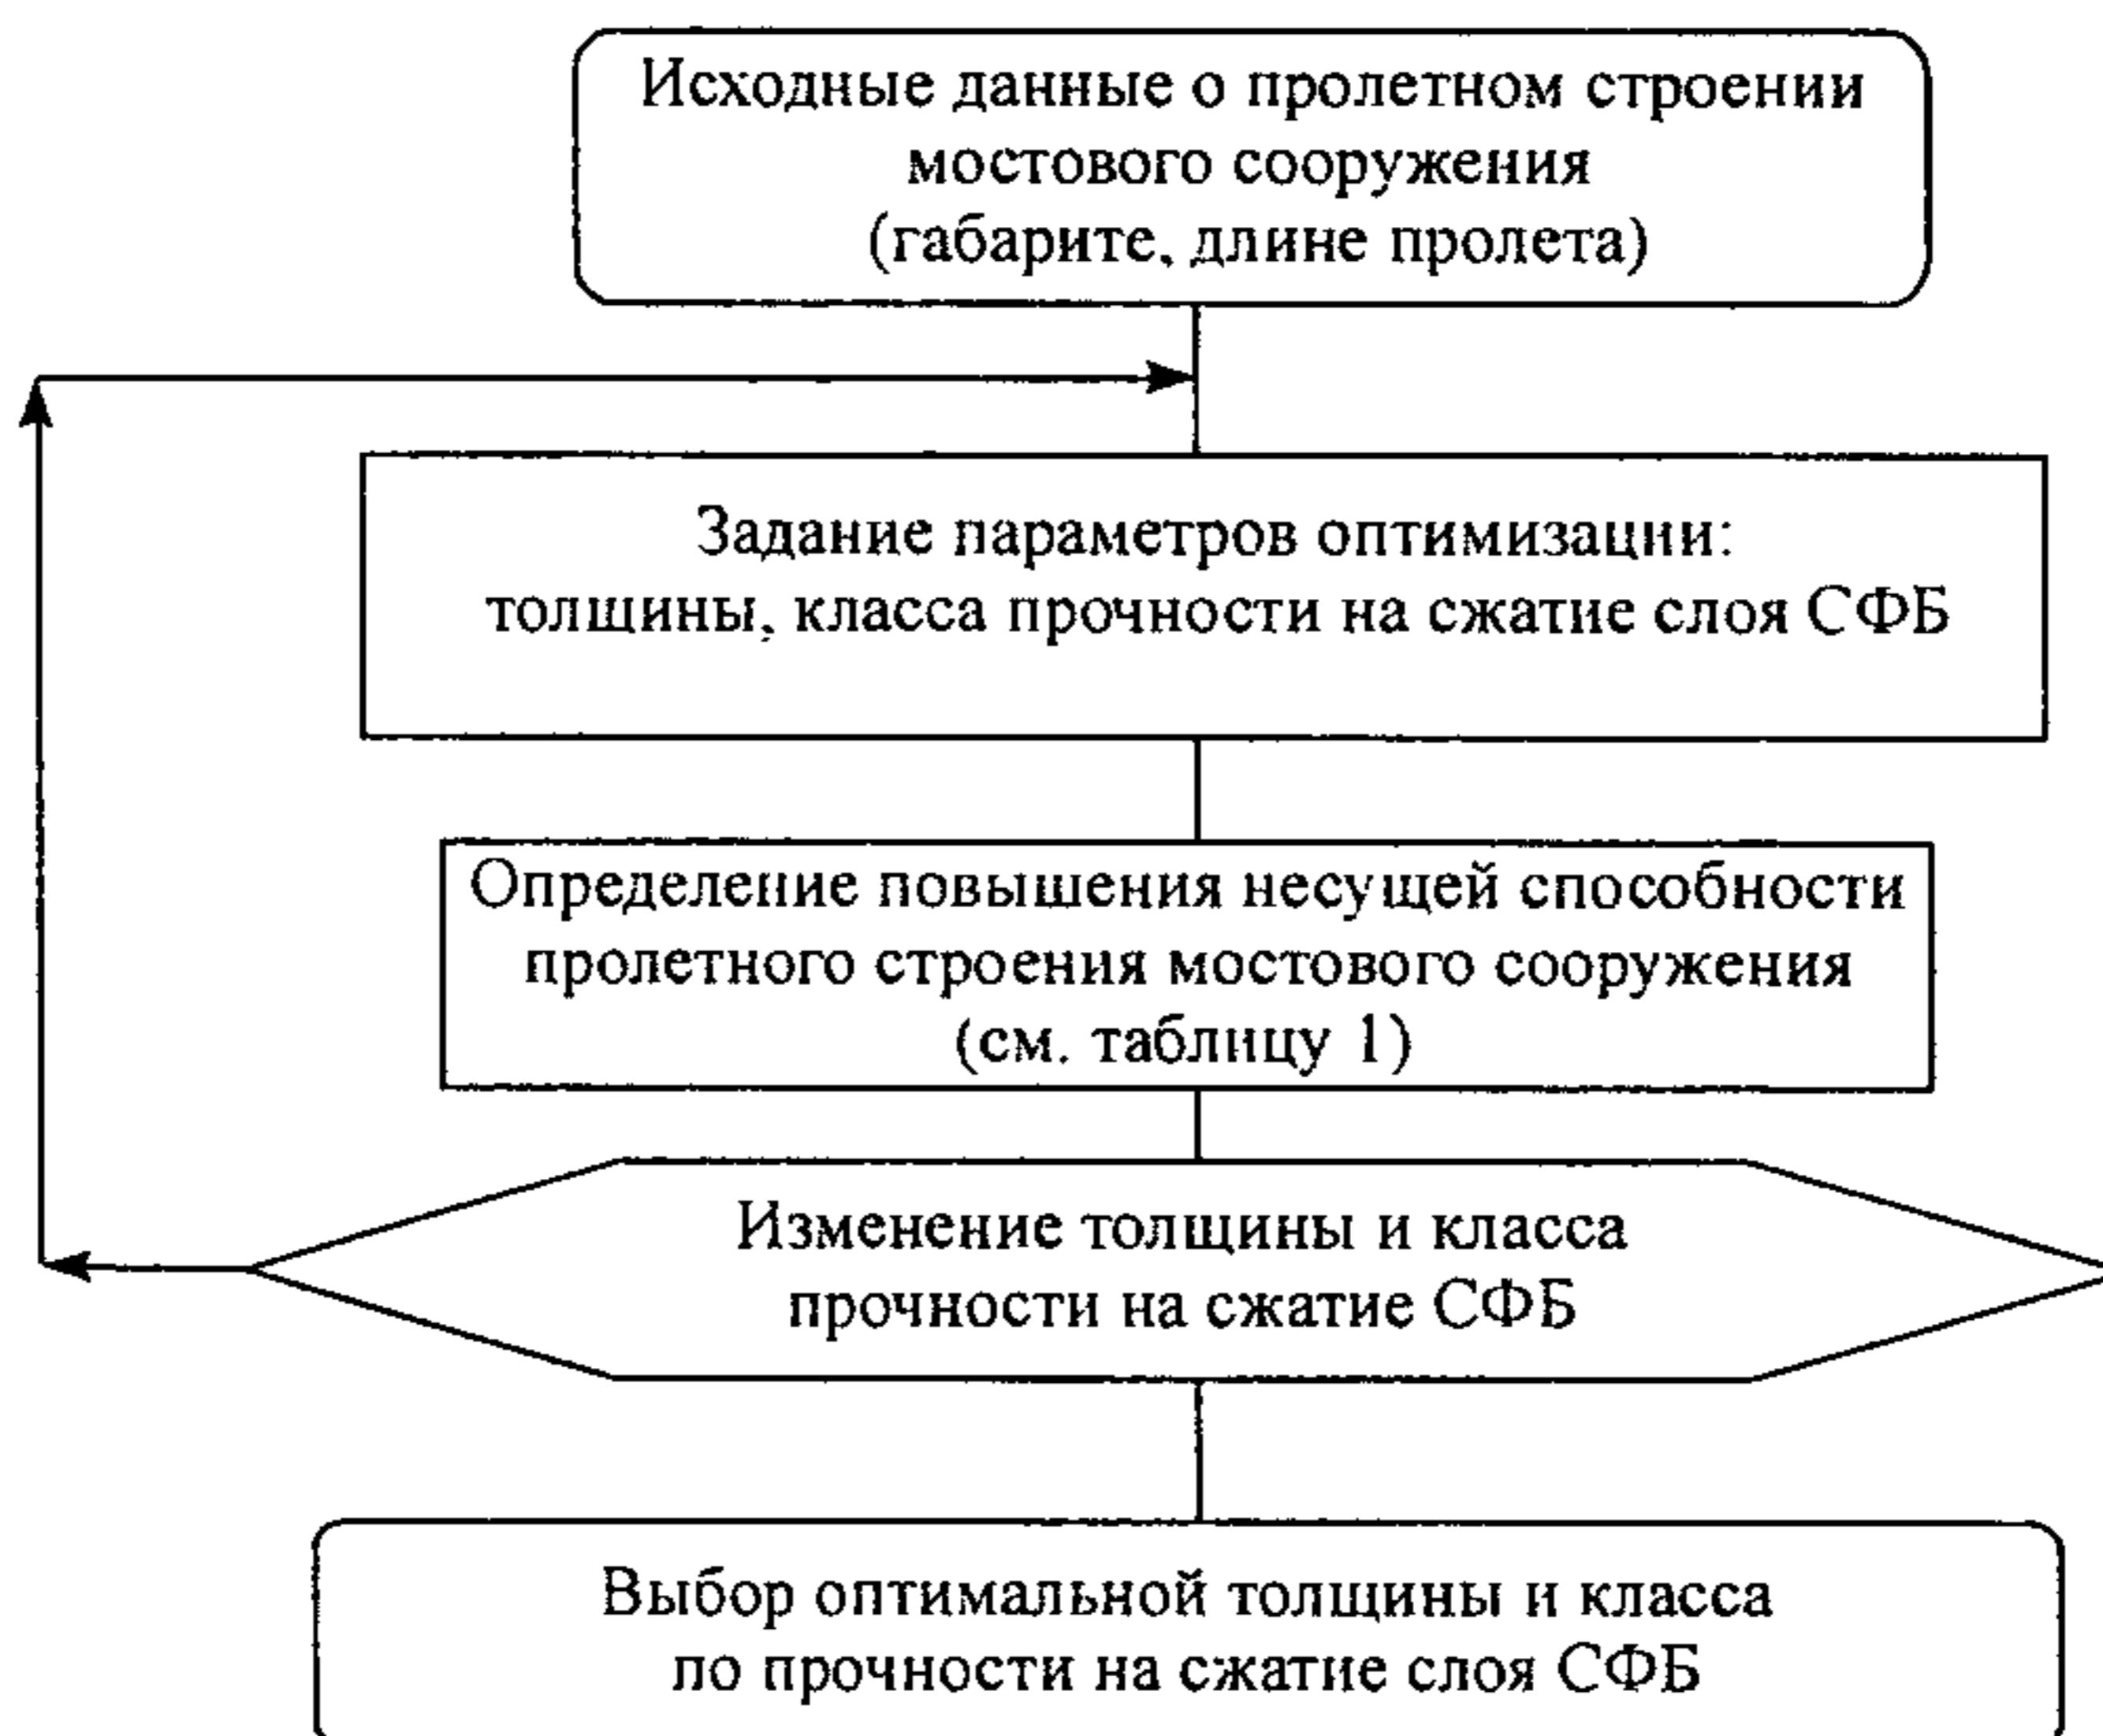 Исходные данные о пролетном строении
мостового сооружения
(габарите, длине пролета)
Задание параметров оптимизации:
толщины, класса прочности на сжатие слоя СФБ
Определение повышения несущей способности
пролетного строения мостового сооружения
(см. таблицу 1)
Изменение толщины и класса
прочности на сжатие СФБ
Выбор оптимальной толщины и класса
по прочности на сжатие слоя СФБ